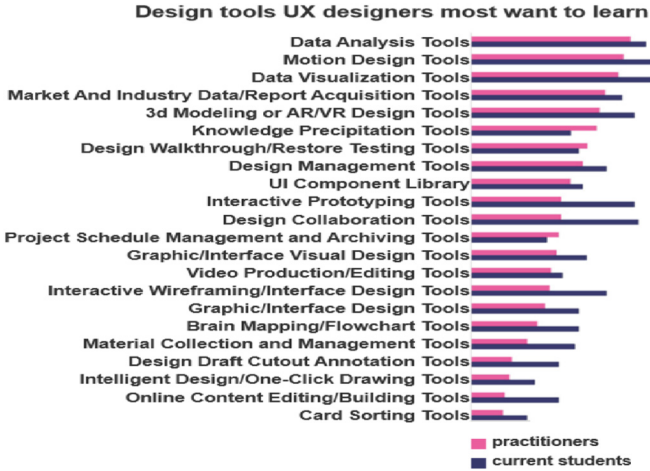 Design tools UX designers most want to learn
Data Analysis Tools
Motion Design Tools
Data Visualization Tools
Market And Industry Data/Report Acquisition Tools
3d Modeling or AR/VR Design Tools
Knowledge Precipitation Tools
Design Walkthrough/Restore Testing Tools
Design Management Tools
UI Component Library
Interactive Prototyping Tools
Design Collaboration Tools
Project Schedule Management and Archiving Tools
Graphic/Interface Visual Design Tools
Video Production/Editing Tools
Interactive Wireframing/Interface Design Tools
Graphic/Interface Design Tools
Brain Mapping/Flowchart Tools
Material Collection and Management Tools
Design Draft Cutout Annotation Tools
Intelligent Design/One-Click Drawing Tools
Online Content Editing/Building Tools
Card Sorting Tools
practitioners
current students